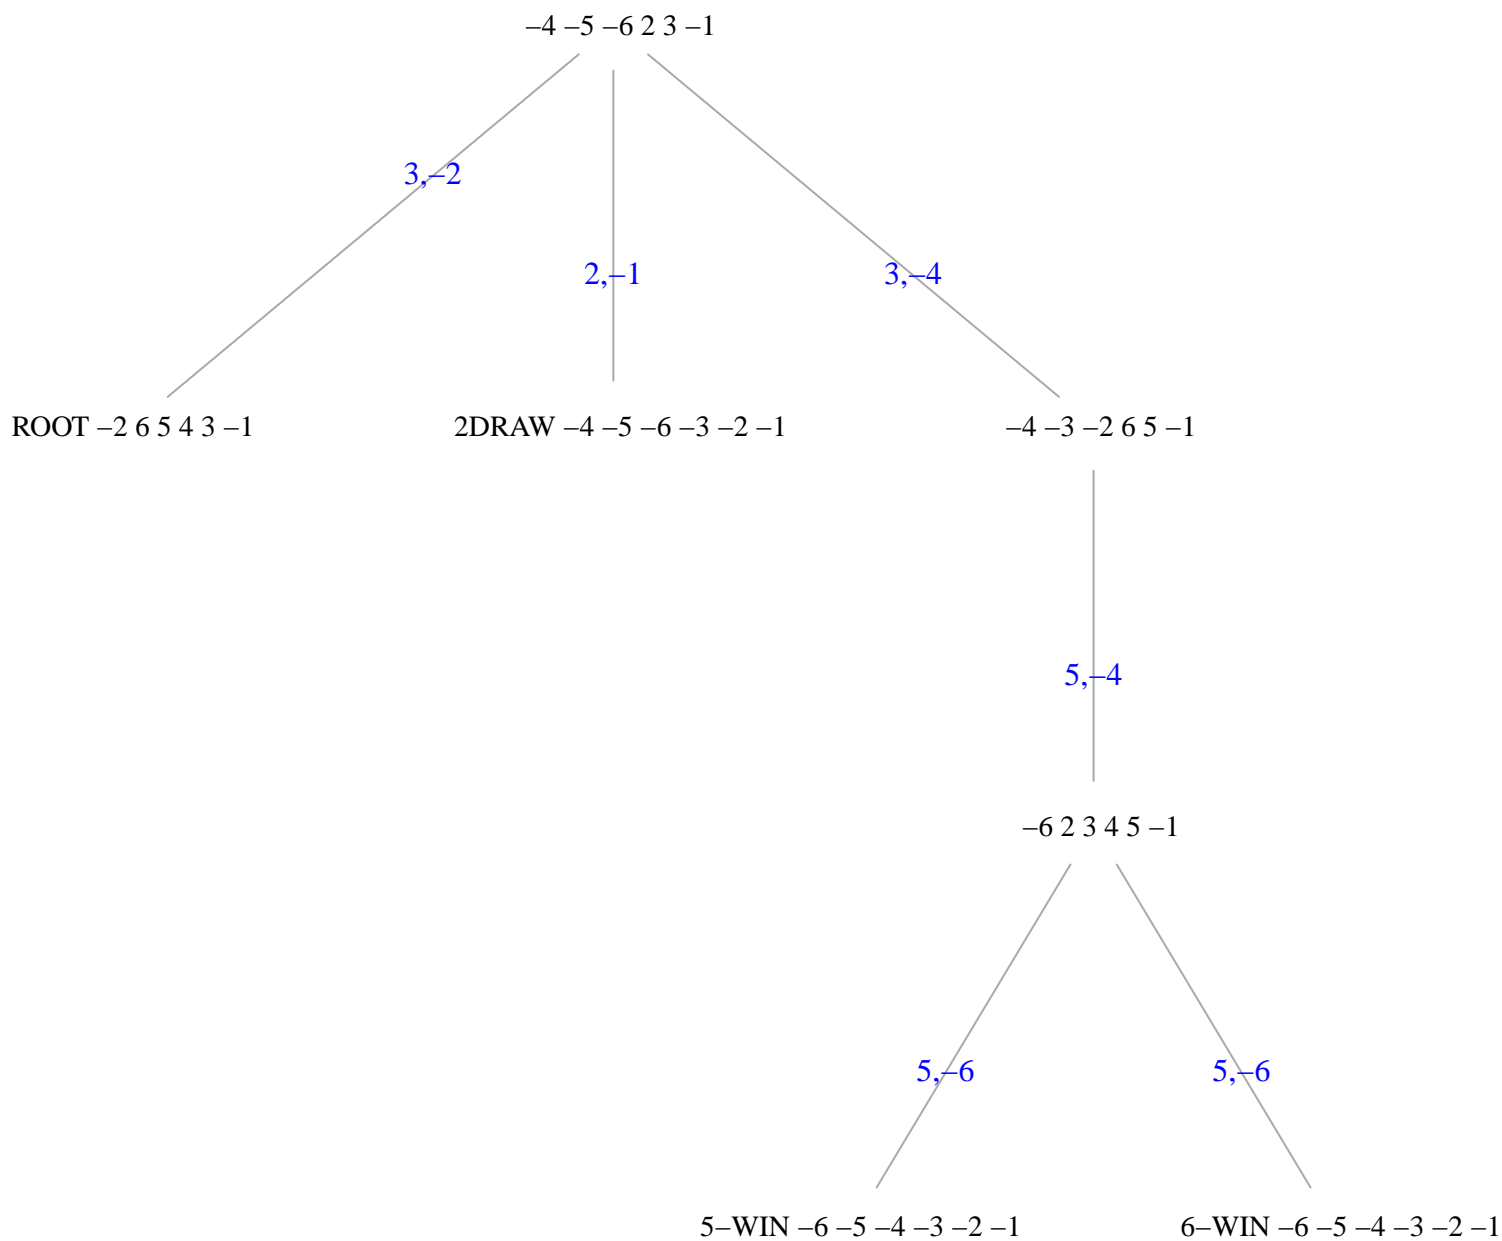 –4 –5 –6 2 3 –1
3,–2
2,–1
3,–4
ROOT –2 6 5 4 3 –1
2DRAW –4 –5 –6 –3 –2 –1
–4 –3 –2 6 5 –1
5,–4
–6 2 3 4 5 –1
5,–6
5,–6
5–WIN –6 –5 –4 –3 –2 –1
6–WIN –6 –5 –4 –3 –2 –1